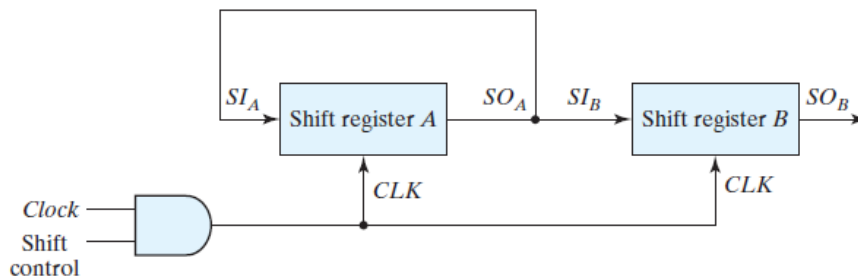 SI_A
Shift register A
SO_A
SI_B
Shift register B
SO_B
CLK
CLK
Clock
Shift
control